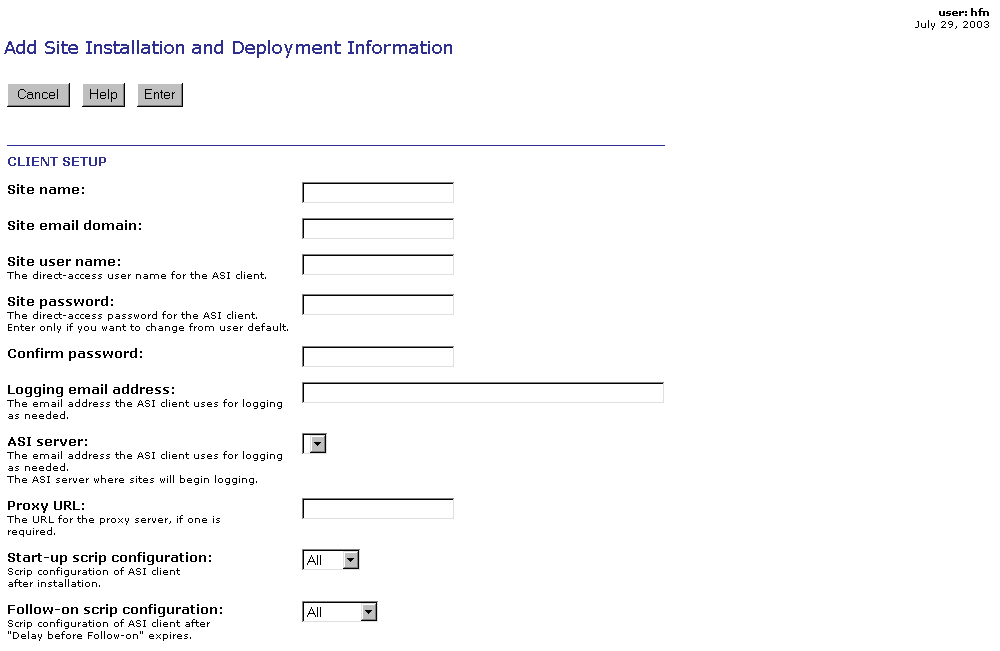 user: hfn
July 29, 2003
Add Site Installation and Deployment Information
Cancel Help Enter
CLIENT SETUP
Site name:
Site email domain:
Site user name:
The direct-access user name for the ASI client.
Site password:
The direct-access password for the ASI client.
Enter only if you want to change from user default.
Confirm password:
Logging email address:
The email address the ASI client uses for logging
as needed.
ASI server:
The email address the ASI client uses for logging
as needed.
The ASI server where sites will begin logging.
Proxy URL:
The URL for the proxy server, if one is
required.
Start-up scrip configuration: All
Scrip configuration of ASI client
after installation.
Follow-on scrip configuration: All
Scrip configuration of ASI client after
"Delay before Follow-on" expires.